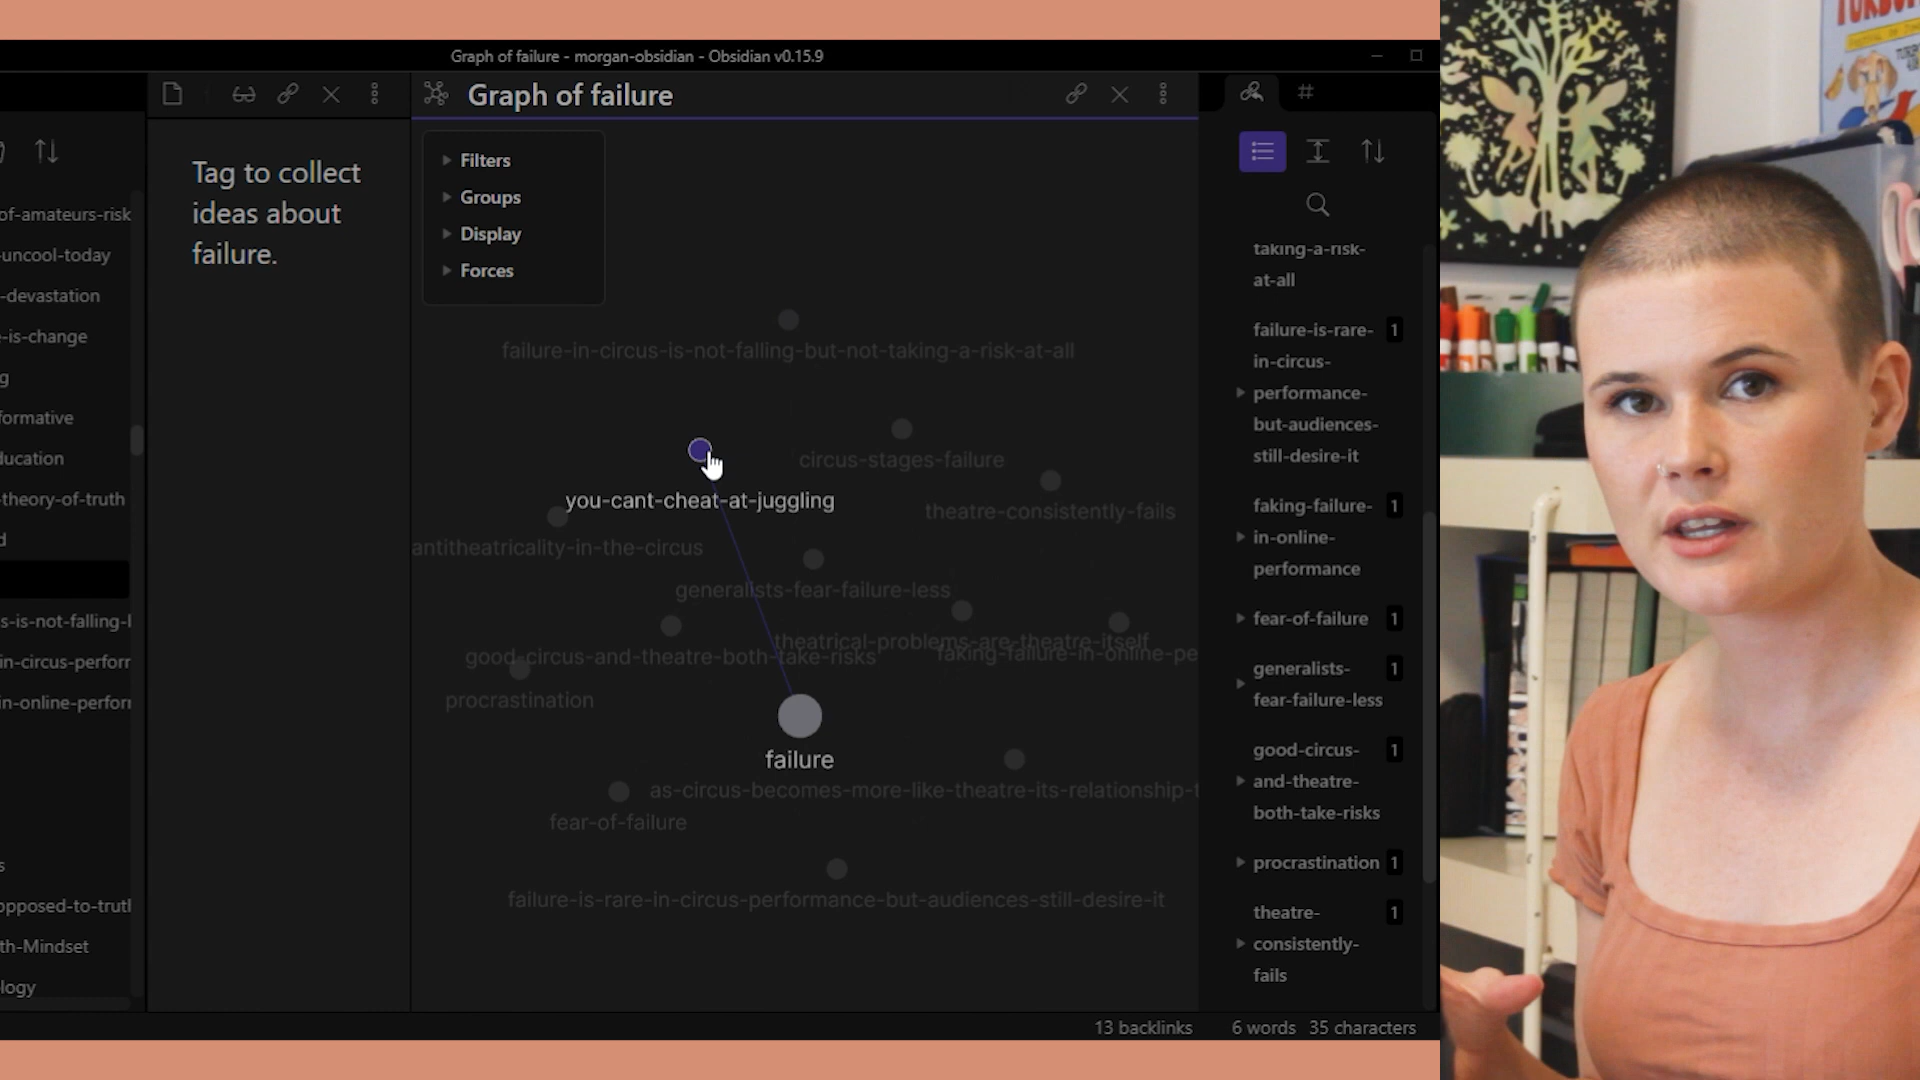 Graph of failure - morgan-obsidian - Obsidian v0.15.9
of-amateurs-risk
-uncool-today
-devastation
-is-change
g
formative
ducation
-theory-of-truth
d
s-is-not-falling-
in-circus-perforr
in-online-perforr
s
opposed-to-truth
th-Mindset
logy
Tag to collect
ideas about
failure.
Graph of failure
Filters
Groups
Display
Forces
failure-in-circus-is-not-falling-but-not-taking-a-risk-at-all
circus-stages-failure
you-cant-cheat-at-juggling
theatre-consistently-fails
antitheatricality-in-the-circus
generalists-fear-failure-less
theatrical-problems-are-theatre-itself
good-circus-and-theatre-both-take-risks
faking-failure-in-online-pe
procrastination
failure
as-circus-becomes-more-like-theatre-its-relationship-t
fear-of-failure
failure-is-rare-in-circus-performance-but-audiences-still-desire-it
#
taking-a-risk-
at-all
failure-is-rare- 1
in-circus-
performance-
but-audiences-
still-desire-it
faking-failure- 1
in-online-
performance
fear-of-failure 1
generalists- 1
fear-failure-less
good-circus- 1
and-theatre-
both-take-risks
procrastination 1
theatre- 1
consistently-
fails
13 backlinks 6 words 35 characters